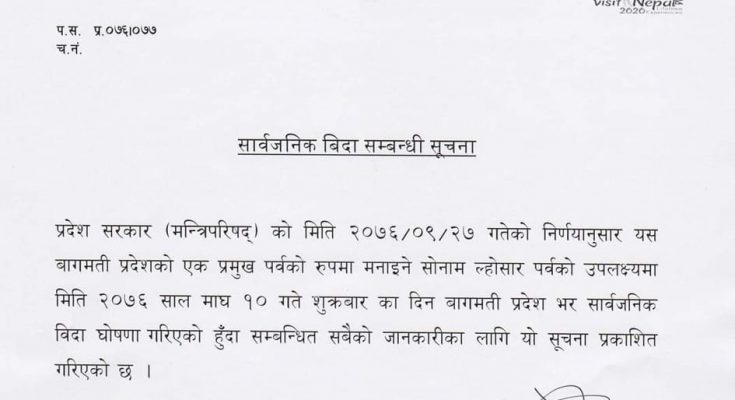 Visit Nepal
2020
प.स. प्र.०७६।०७७
च.नं.
सार्वजनिक बिदा सम्बन्धी सूचना
प्रदेश सरकार (मन्त्रिपरिषद्) को मिति २०७६/०९/२७ गतेको निर्णयानुसार यस
बागमती प्रदेशको एक प्रमुख पर्वको रुपमा मनाइने सोनाम ल्होसार पर्वको उपलक्ष्यमा
मिति २०७६ साल माघ १० गते शुक्रबार का दिन बागमती प्रदेश भर सार्वजनिक
विदा घोषणा गरिएको हुँदा सम्बन्धित सबैको जानकारीका लागि यो सूचना प्रकाशित
गरिएको छ ।